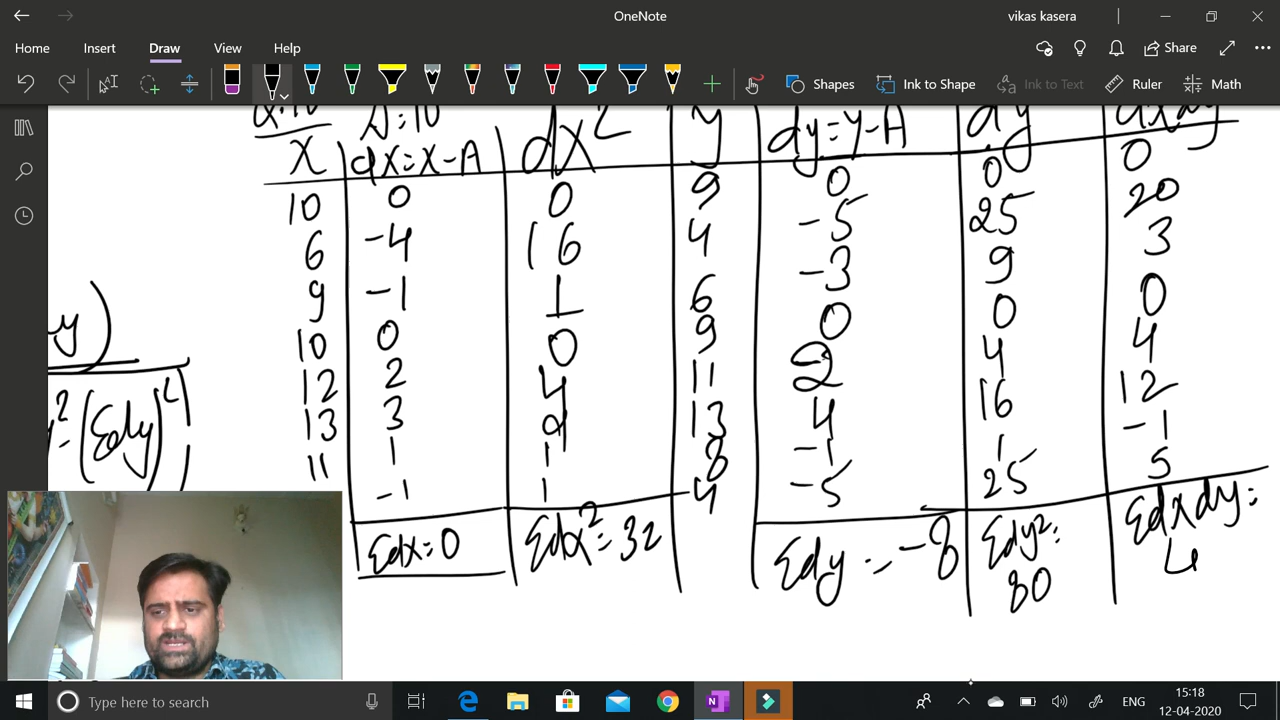 OneNote
vikas kasera
Home Insert Draw View Help
Share
Shapes Ink to Shape Ink to Text Ruler Math
A=10
x dx=x-A dx² y dy=y-A dy dxdy
10 0 0 9 0 0 0
6 -4 16 4 -5 25 20
9 -1 1 6 -3 9 3
10 0 0 9 0 0 0
12 2 4 11 2 4 4
13 3 9 13 4 16 12
11 1 1 8 -1 1 -1
-1 1 4 -5 25 5
Σdx=0 Σdx²=32 Σdy=-8 Σdy²= Σdxdy=
80 4
y)
² - (Σdy)²
Type here to search
ENG
15:18
12-04-2020